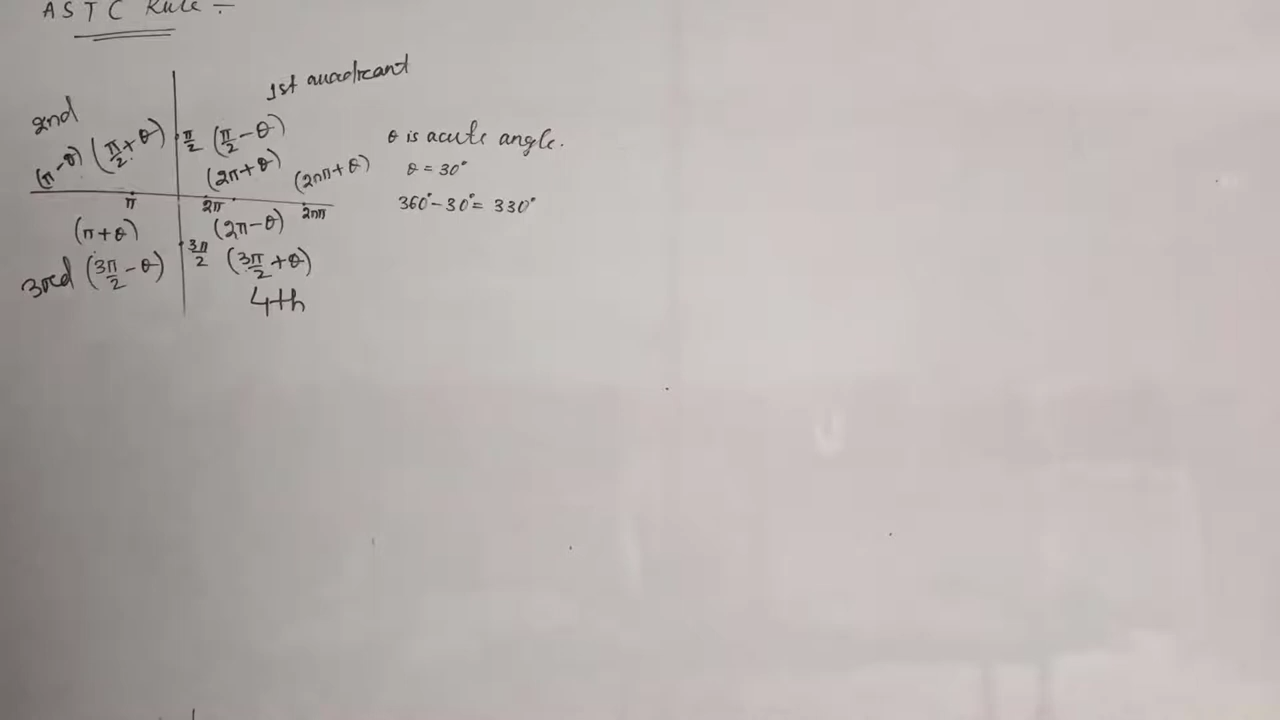 A S T C Rule :-
1st quadrant
2nd
(π-θ) (π/2+θ) π/2 (π/2-θ)
θ is acute angle.
(2π+θ) (2nπ+θ)
θ = 30°
π 2π 2nπ
360°-30°= 330°
(π+θ) (2π-θ)
3rd (3π/2-θ) 3π/2 (3π/2+θ)
4th